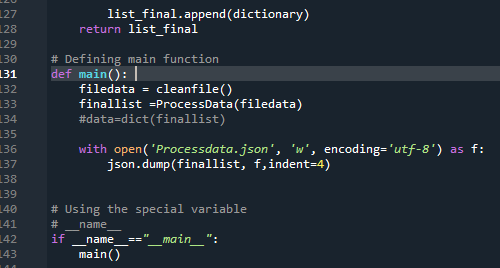 127 list_final.append(dictionary)
128 return list_final
129
130 # Defining main function
131 def main():
132 filedata = cleanfile()
133 finallist =ProcessData(filedata)
134 #data=dict(finallist)
135
136 with open('Processdata.json', 'w', encoding='utf-8') as f:
137 json.dump(finallist, f,indent=4)
138
139
140 # Using the special variable
141 # __name__
142 if __name__=="__main__":
143 main()